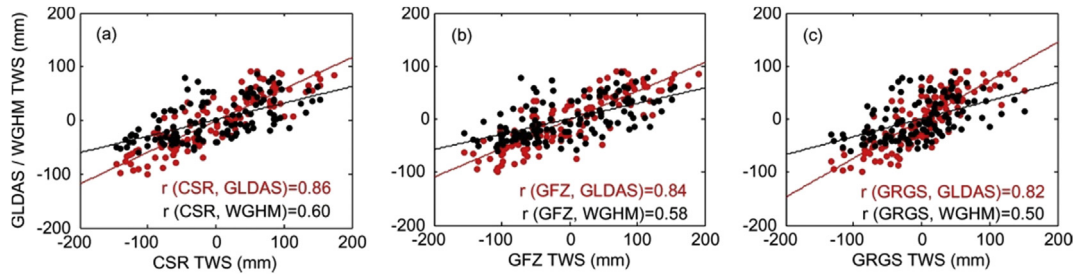 GLDAS / WGHM TWS (mm)
200
100
0
-100
-200
(a)
r (CSR, GLDAS)=0.86
r (CSR, WGHM)=0.60
-200 -100 0 100 200
CSR TWS (mm)
200
100
0
-100
-200
(b)
r (GFZ, GLDAS)=0.84
r (GFZ, WGHM)=0.58
-200 -100 0 100 200
GFZ TWS (mm)
200
100
0
-100
-200
(c)
r (GRGS, GLDAS)=0.82
r (GRGS, WGHM)=0.50
-200 -100 0 100 200
GRGS TWS (mm)